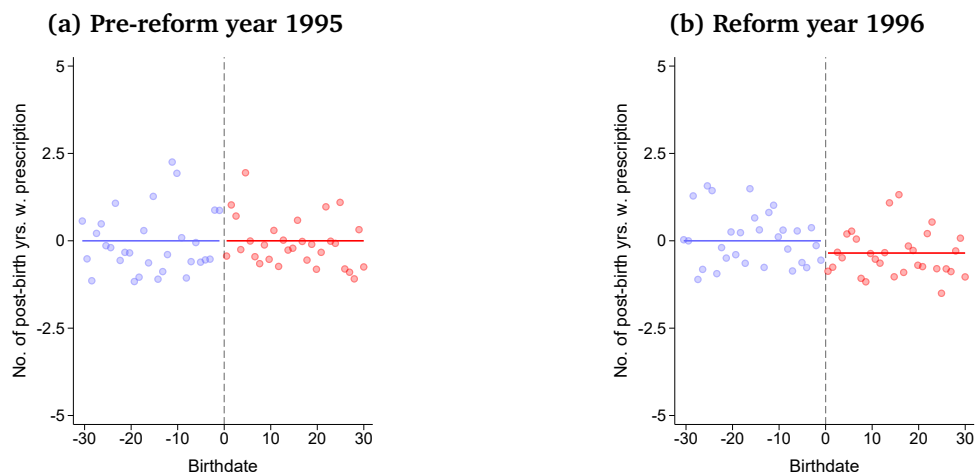 (a) Pre-reform year 1995
No. of post-birth yrs. w. prescription
5
2.5
0
-2.5
-5
-30 -20 -10 0 10 20 30
Birthdate
(b) Reform year 1996
No. of post-birth yrs. w. prescription
5
2.5
0
-2.5
-5
-30 -20 -10 0 10 20 30
Birthdate